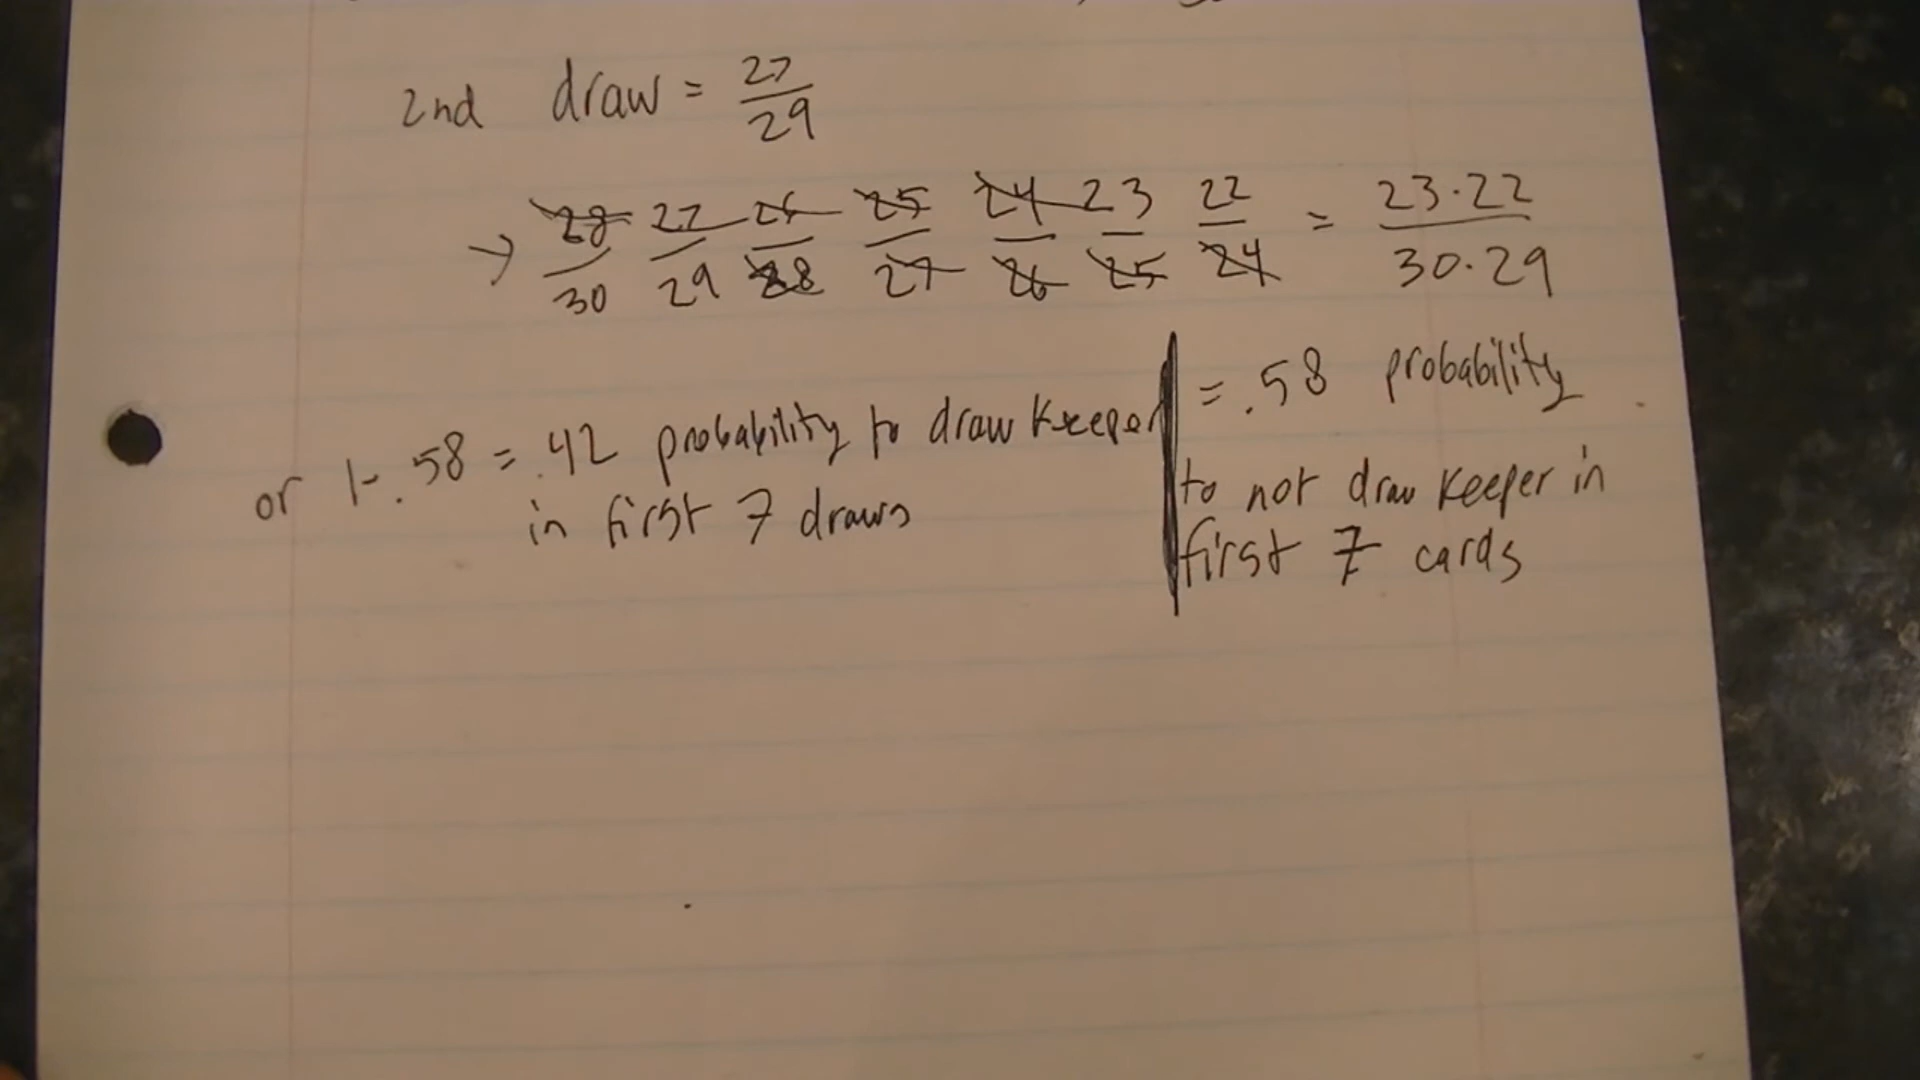 2nd draw = 27/29
→ 28/30 27/29 26/28 25/27 24/26 23/25 22/24 = 23·22/30·29
= .58 probability
to not draw keeper in
first 7 cards
or 1-.58 = .42 probability to draw keeper
in first 7 draws